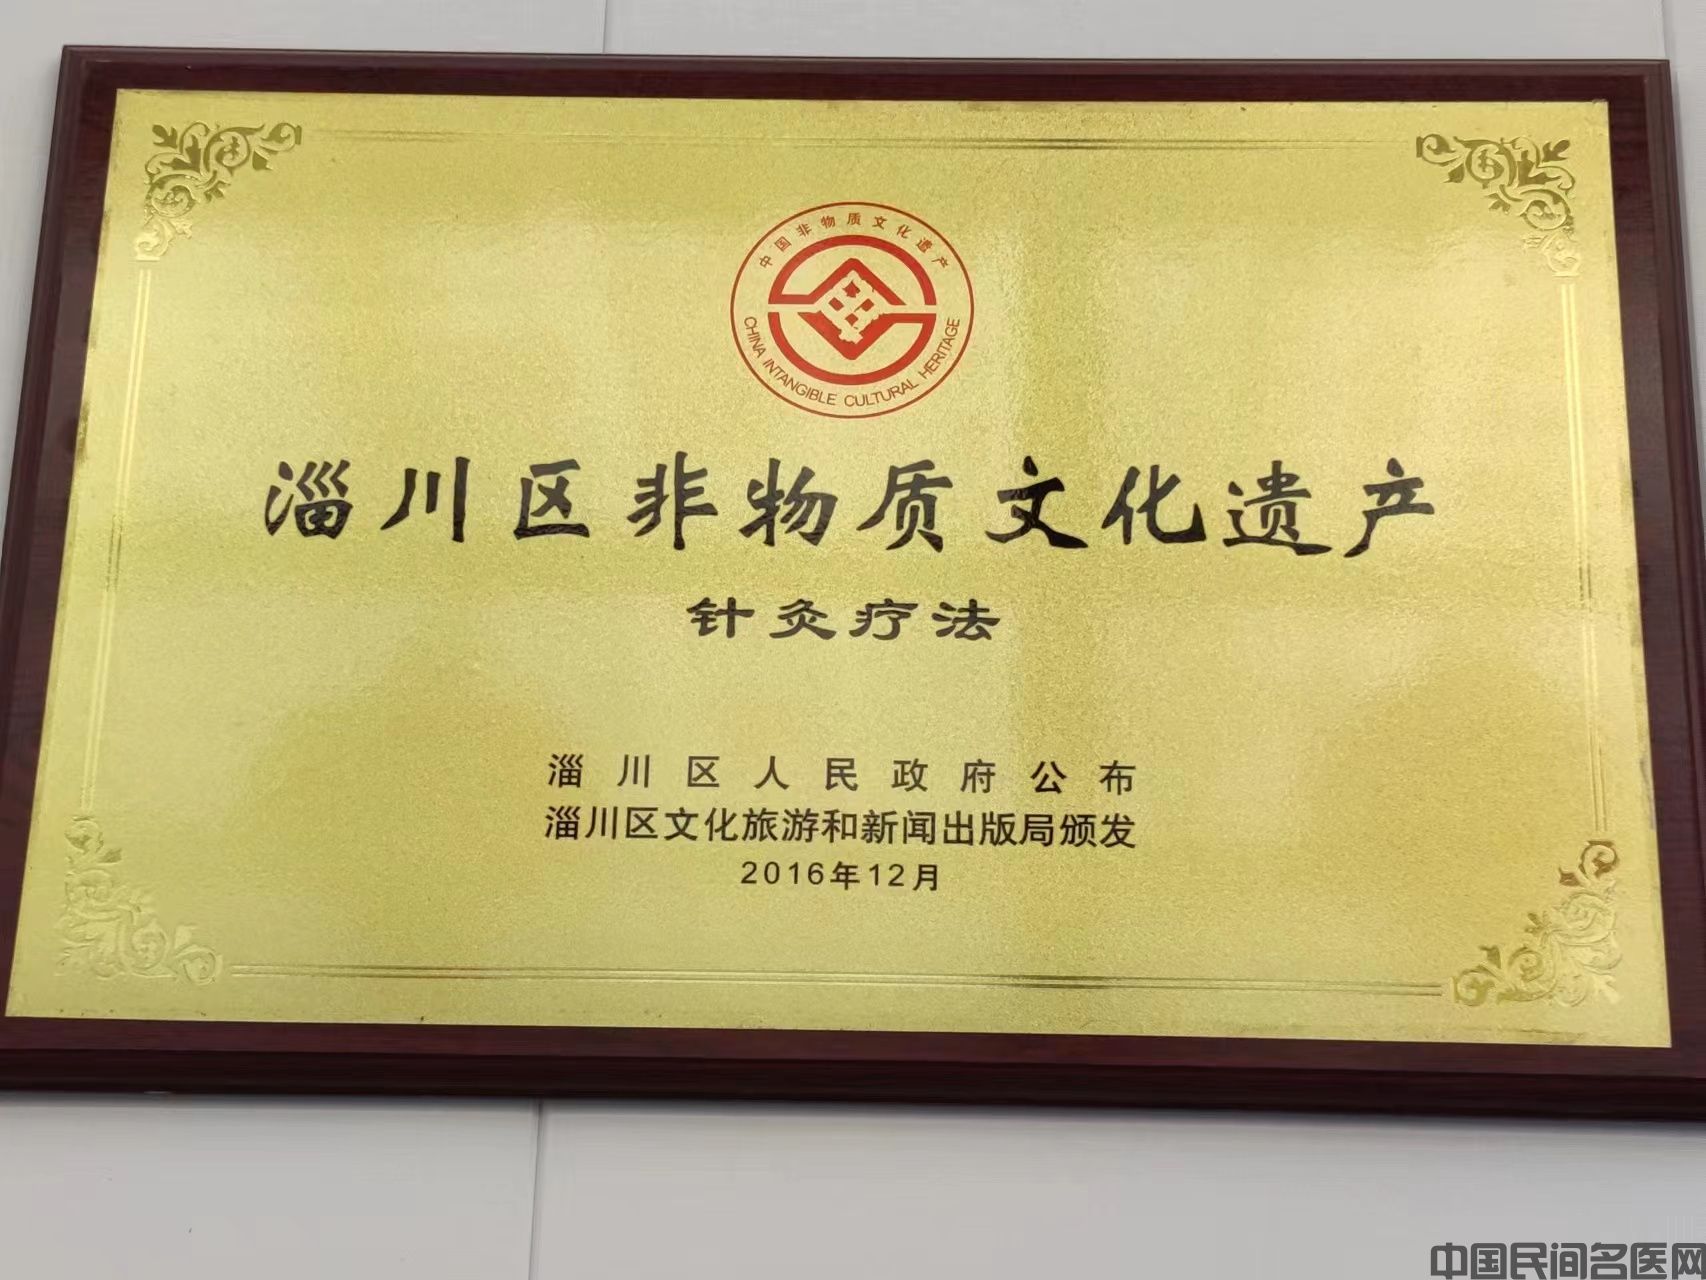 中国非物质文化遗产
CHINA INTANGIBLE CULTURAL HERITAGE
淄川区非物质文化遗产
针灸疗法
淄川区人民政府公布
淄川区文化旅游和新闻出版局颁发
2016年12月
中国民间名医网